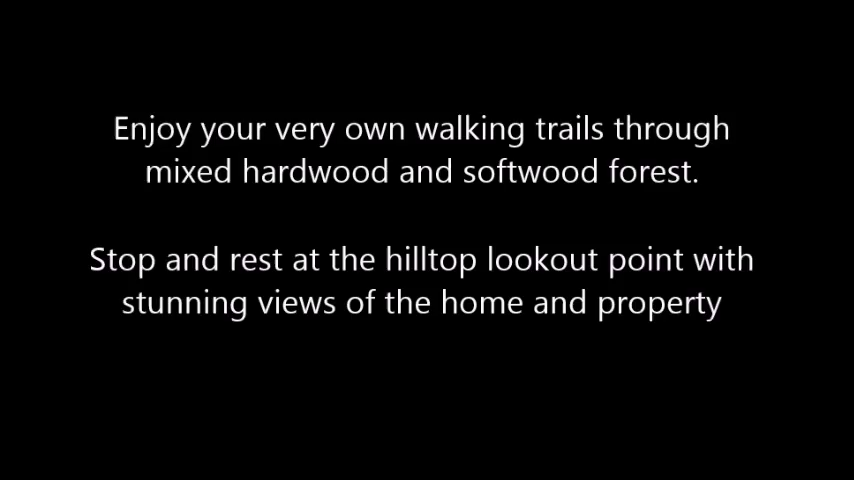 Enjoy your very own walking trails through
mixed hardwood and softwood forest.
Stop and rest at the hilltop lookout point with
stunning views of the home and property